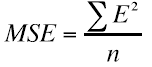 MSE = ∑ E² / n